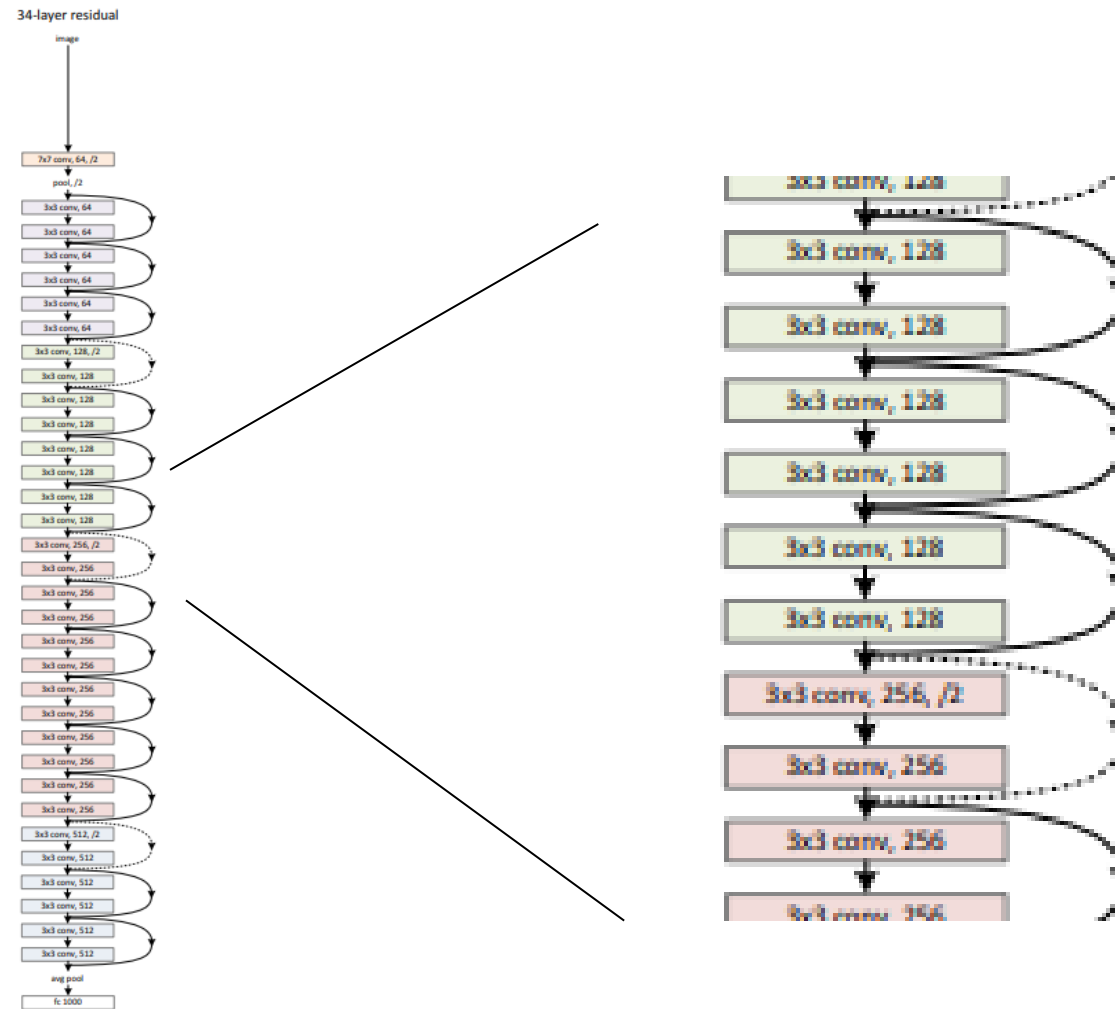 34-layer residual
image
7x7 conv, 64, /2
pool, /2
3x3 conv, 64
3x3 conv, 64
3x3 conv, 64
3x3 conv, 64
3x3 conv, 64
3x3 conv, 64
3x3 conv, 128, /2
3x3 conv, 128
3x3 conv, 128
3x3 conv, 128
3x3 conv, 128
3x3 conv, 128
3x3 conv, 128
3x3 conv, 128
3x3 conv, 256, /2
3x3 conv, 256
3x3 conv, 256
3x3 conv, 256
3x3 conv, 256
3x3 conv, 256
3x3 conv, 256
3x3 conv, 256
3x3 conv, 256
3x3 conv, 256
3x3 conv, 256
3x3 conv, 256
3x3 conv, 512, /2
3x3 conv, 512
3x3 conv, 512
3x3 conv, 512
3x3 conv, 512
3x3 conv, 512
avg pool
fc 1000
3x3 conv, 128
3x3 conv, 128
3x3 conv, 128
3x3 conv, 128
3x3 conv, 128
3x3 conv, 128
3x3 conv, 128
3x3 conv, 256, /2
3x3 conv, 256
3x3 conv, 256
3x3 conv, 256